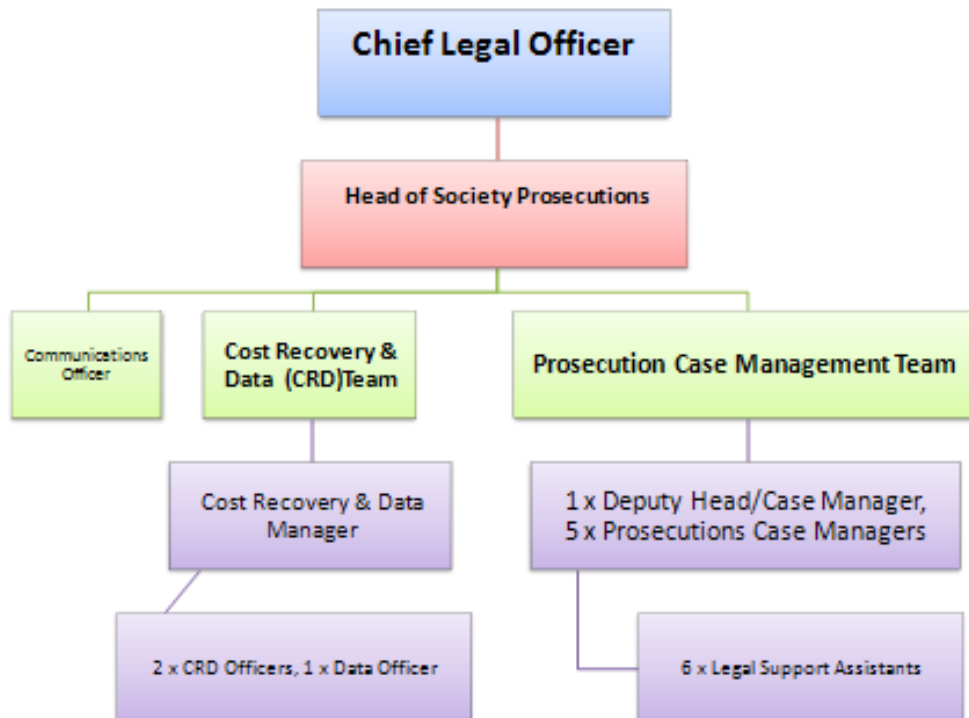 Chief Legal Officer
Head of Society Prosecutions
Communications
Officer
Cost Recovery &
Data (CRD)Team
Prosecution Case Management Team
Cost Recovery & Data
Manager
1 x Deputy Head/Case Manager,
5 x Prosecutions Case Managers
2 x CRD Officers, 1 x Data Officer
6 x Legal Support Assistants